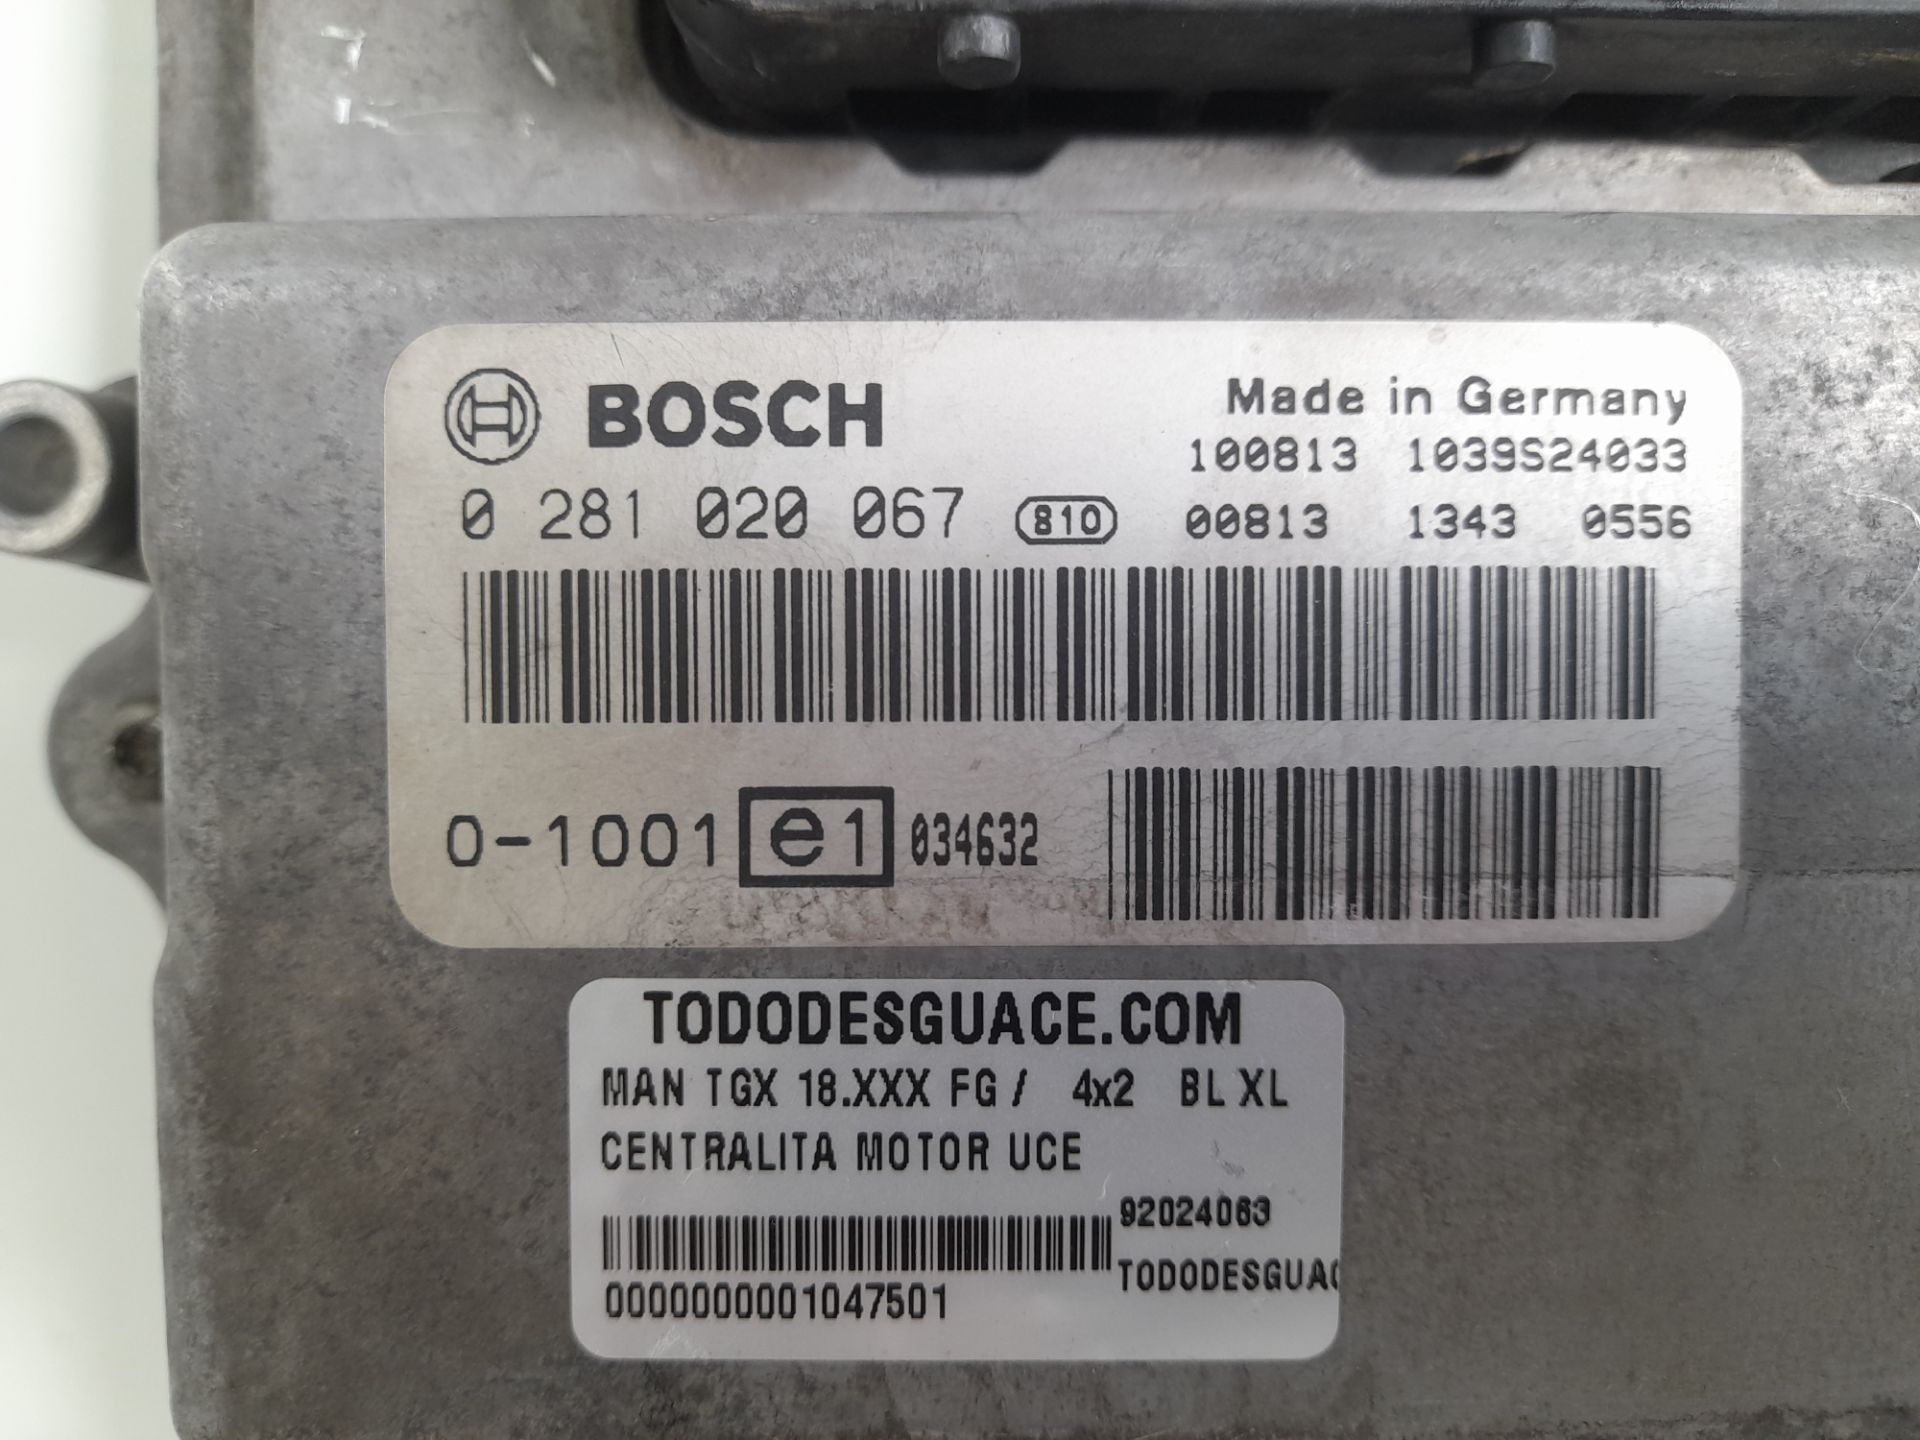 BOSCH
Made in Germany
100813 1039S24033
0 281 020 067 810 00813 1343 0556
0-1001 e1 034632
TODODESGUACE.COM
MAN TGX 18.XXX FG / 4x2 BL XL
CENTRALITA MOTOR UCE
92024063
TODODESGUAC
0000000001047501